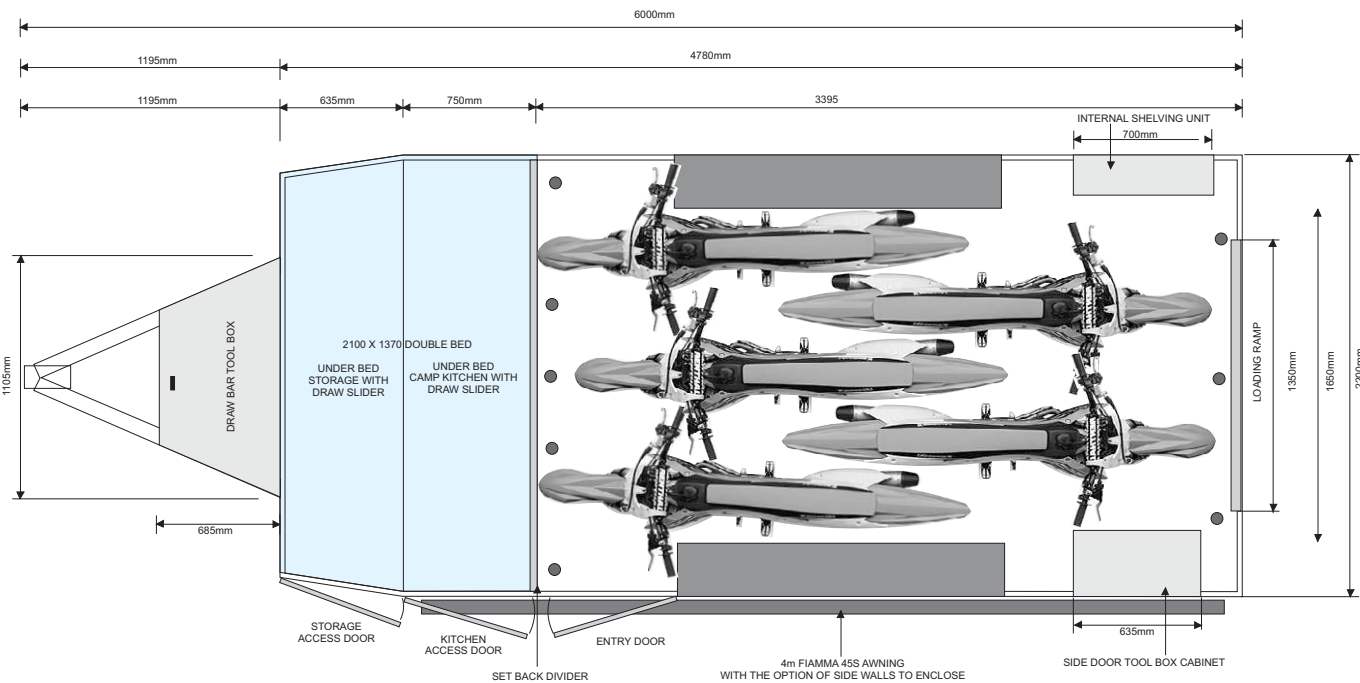 6000mm
1195mm
4780mm
1195mm
635mm
750mm
3395
INTERNAL SHELVING UNIT
700mm
1105mm
DRAW BAR TOOL BOX
2100 X 1370 DOUBLE BED
UNDER BED
STORAGE WITH
DRAW SLIDER
UNDER BED
CAMP KITCHEN WITH
DRAW SLIDER
LOADING RAMP
1350mm
1650mm
685mm
STORAGE
ACCESS DOOR
KITCHEN
ACCESS DOOR
ENTRY DOOR
635mm
SET BACK DIVIDER
4m FIAMMA 45S AWNING
WITH THE OPTION OF SIDE WALLS TO ENCLOSE
SIDE DOOR TOOL BOX CABINET